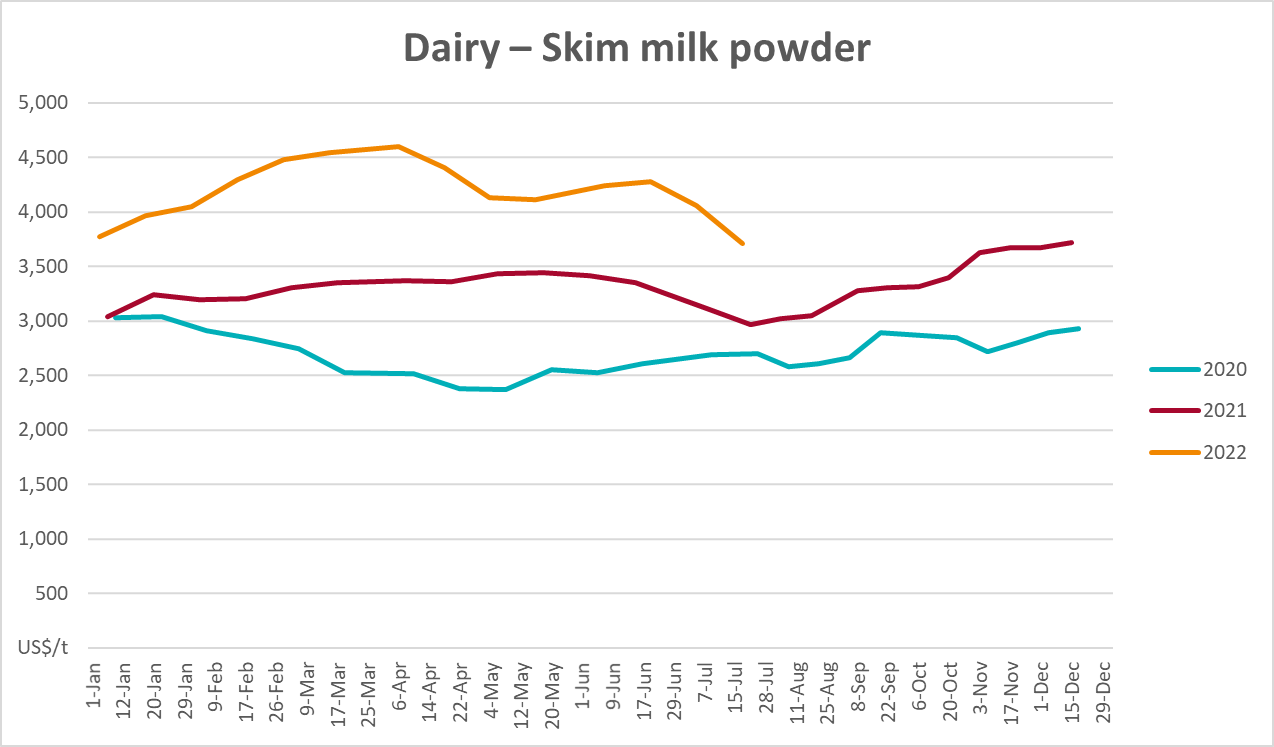 Dairy – Skim milk powder
5,000
4,500
4,000
3,500
3,000
2,500
2,000
1,500
1,000
500
US$/t
1-Jan
12-Jan
20-Jan
29-Jan
9-Feb
17-Feb
26-Feb
9-Mar
17-Mar
25-Mar
6-Apr
14-Apr
22-Apr
4-May
12-May
20-May
1-Jun
9-Jun
17-Jun
29-Jun
7-Jul
15-Jul
28-Jul
11-Aug
25-Aug
8-Sep
22-Sep
6-Oct
20-Oct
3-Nov
17-Nov
1-Dec
15-Dec
29-Dec
2020
2021
2022